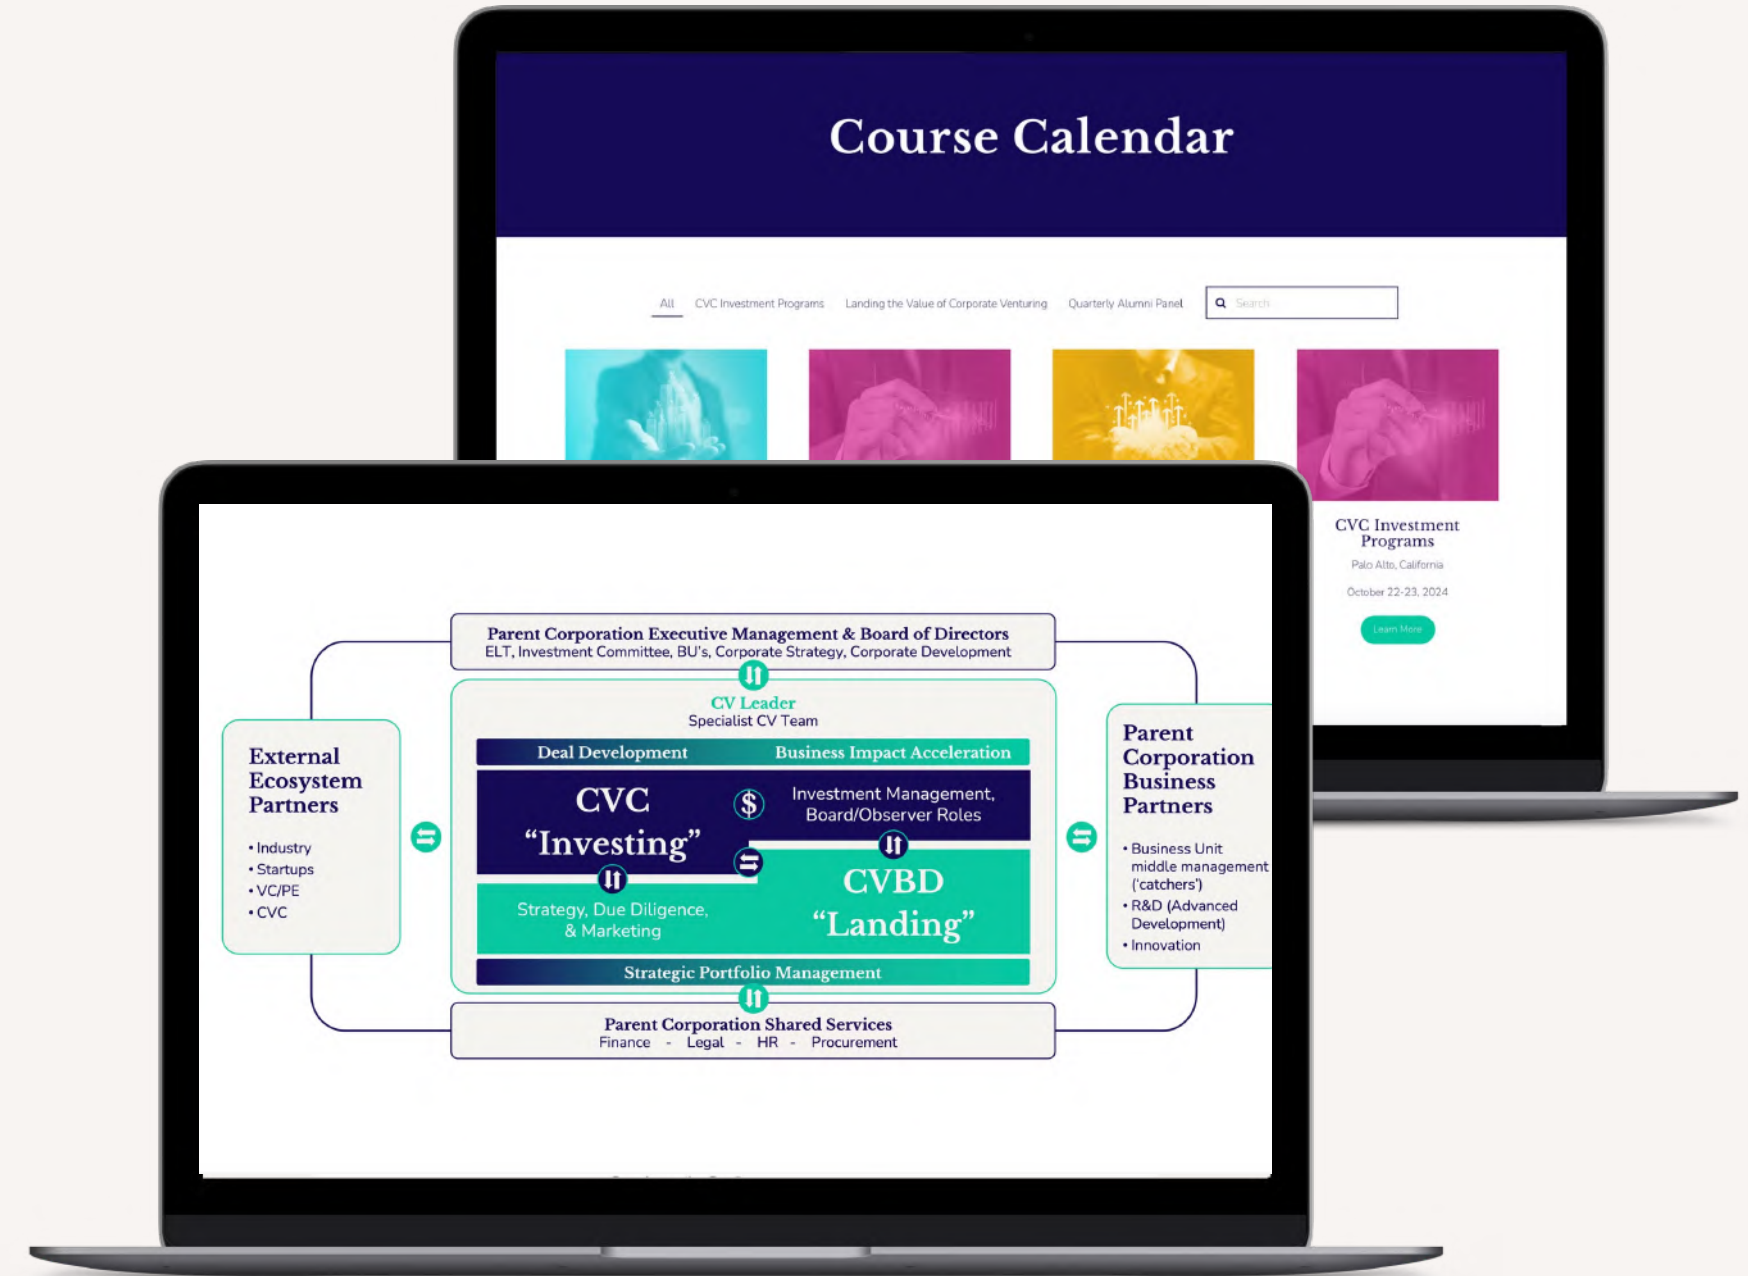 Course Calendar
All CVC Investment Programs Landing the Value of Corporate Venturing Quarterly Alumni Panel Search
CVC Investment
Programs
Palo Alto, California
October 22-23, 2024
Learn More
Parent Corporation Executive Management & Board of Directors
ELT, Investment Committee, BU's, Corporate Strategy, Corporate Development
CV Leader
Specialist CV Team
Deal Development Business Impact Acceleration
External
Ecosystem
Partners
• Industry
• Startups
• VC/PE
• CVC
CVC
“Investing”
$
Investment Management,
Board/Observer Roles
Strategy, Due Diligence,
& Marketing
CVBD
“Landing”
Strategic Portfolio Management
Parent
Corporation
Business
Partners
• Business Unit
middle management
(‘catchers’)
• R&D (Advanced
Development)
• Innovation
Parent Corporation Shared Services
Finance - Legal - HR - Procurement